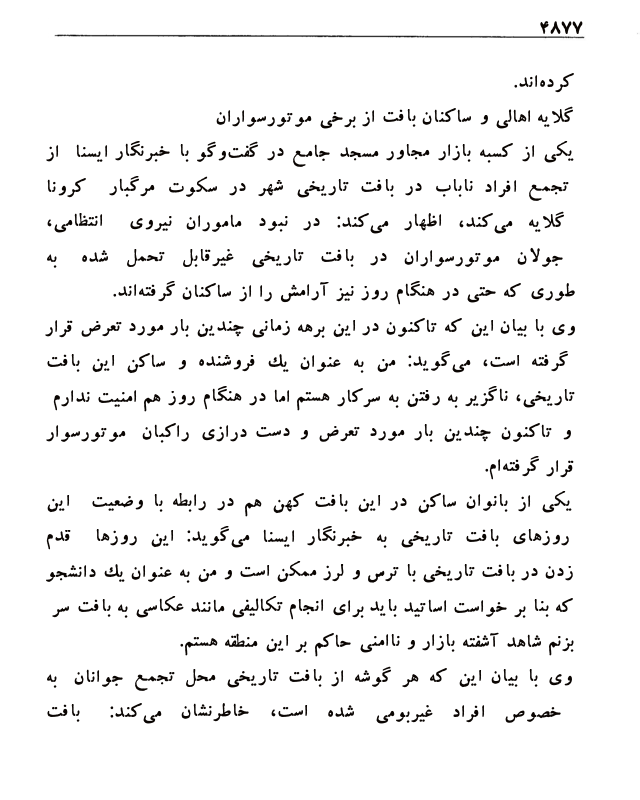 ۴۸۷۷
کرده‌اند.
گلایه اهالی و ساکنان بافت از برخی موتورسواران
یکی از کسبه بازار مجاور مسجد جامع در گفت‌وگو با خبرنگار ایسنا از
تجمع افراد ناباب در بافت تاریخی شهر در سکوت مرگبار کرونا
گلایه می‌کند، اظهار می‌کند: در نبود ماموران نیروی انتظامی،
جولان موتورسواران در بافت تاریخی غیرقابل تحمل شده به
طوری که حتی در هنگام روز نیز آرامش را از ساکنان گرفته‌اند.
وی با بیان این که تاکنون در این برهه زمانی چندین بار مورد تعرض قرار
گرفته است، می‌گوید: من به عنوان یك فروشنده و ساکن این بافت
تاریخی، ناگزیر به رفتن به سرکار هستم اما در هنگام روز هم امنیت ندارم
و تاکنون چندین بار مورد تعرض و دست درازی راکبان موتورسوار
قرار گرفته‌ام.
یکی از بانوان ساکن در این بافت کهن هم در رابطه با وضعیت این
روزهای بافت تاریخی به خبرنگار ایسنا می‌گوید: این روزها قدم
زدن در بافت تاریخی با ترس و لرز ممکن است و من به عنوان یك دانشجو
که بنا بر خواست اساتید باید برای انجام تکالیفی مانند عکاسی به بافت سر
بزنم شاهد آشفته بازار و ناامنی حاکم بر این منطقه هستم.
وی با بیان این که هر گوشه از بافت تاریخی محل تجمع جوانان به
خصوص افراد غیربومی شده است، خاطرنشان می‌کند: بافت